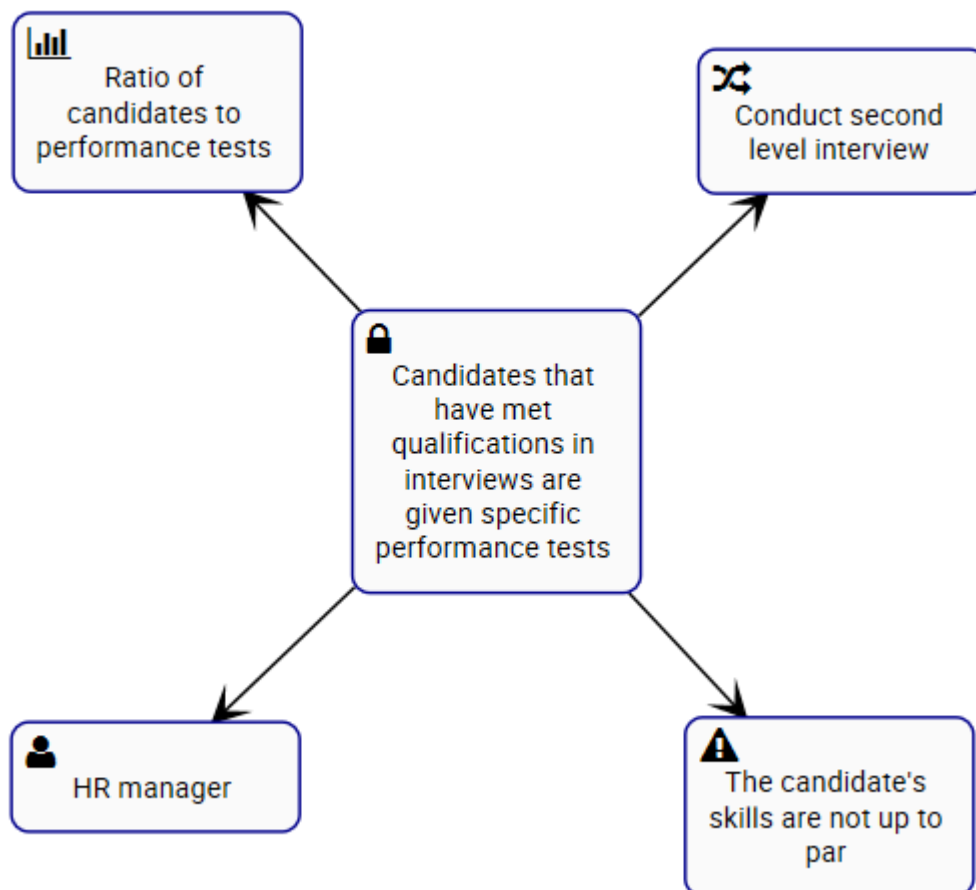 Ratio of
candidates to
performance tests
Conduct second
level interview
Candidates that
have met
qualifications in
interviews are
given specific
performance tests
HR manager
The candidate's
skills are not up to
par